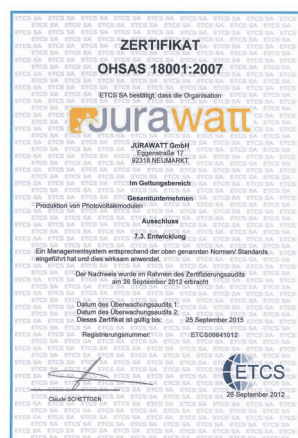 ZERTIFIKAT
OHSAS 18001:2007
ETCS SA bestätigt, dass die Organisation
Jurawatt
JURAWATT GmbH
Eggenstraße 17
92318 NEUMARKT
Im Geltungsbereich
Gesamtunternehmen
Produktion von Photovoltaikmodulen
Ausschluss
7.3. Entwicklung
Ein Managementsystem entsprechend der oben genannten Normen/ Standards
eingeführt hat und dies wirksam anwendet.
Der Nachweis wurde im Rahmen des Zertifizierungsaudits
am 26 September 2012 erbracht
Datum des Überwachungsaudits 1:
Datum des Überwachungsaudits 2:
Dieses Zertifikat ist gültig bis: 25 September 2015
Registrierungsnummer: ETCS00641012
ETCS
Claude SCHETTGEN
26 September 2012